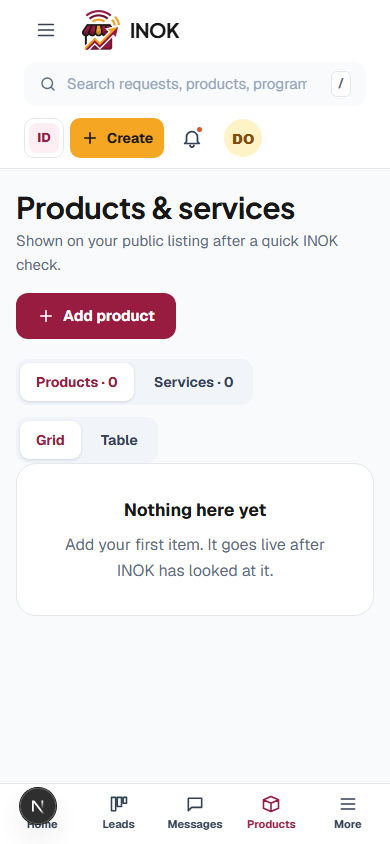 INOK
Search requests, products, program
/
ID
+ Create
DO
Products & services
Shown on your public listing after a quick INOK
check.
+ Add product
Products · 0
Services · 0
Grid
Table
Nothing here yet
Add your first item. It goes live after
INOK has looked at it.
N
Home
Leads
Messages
Products
More